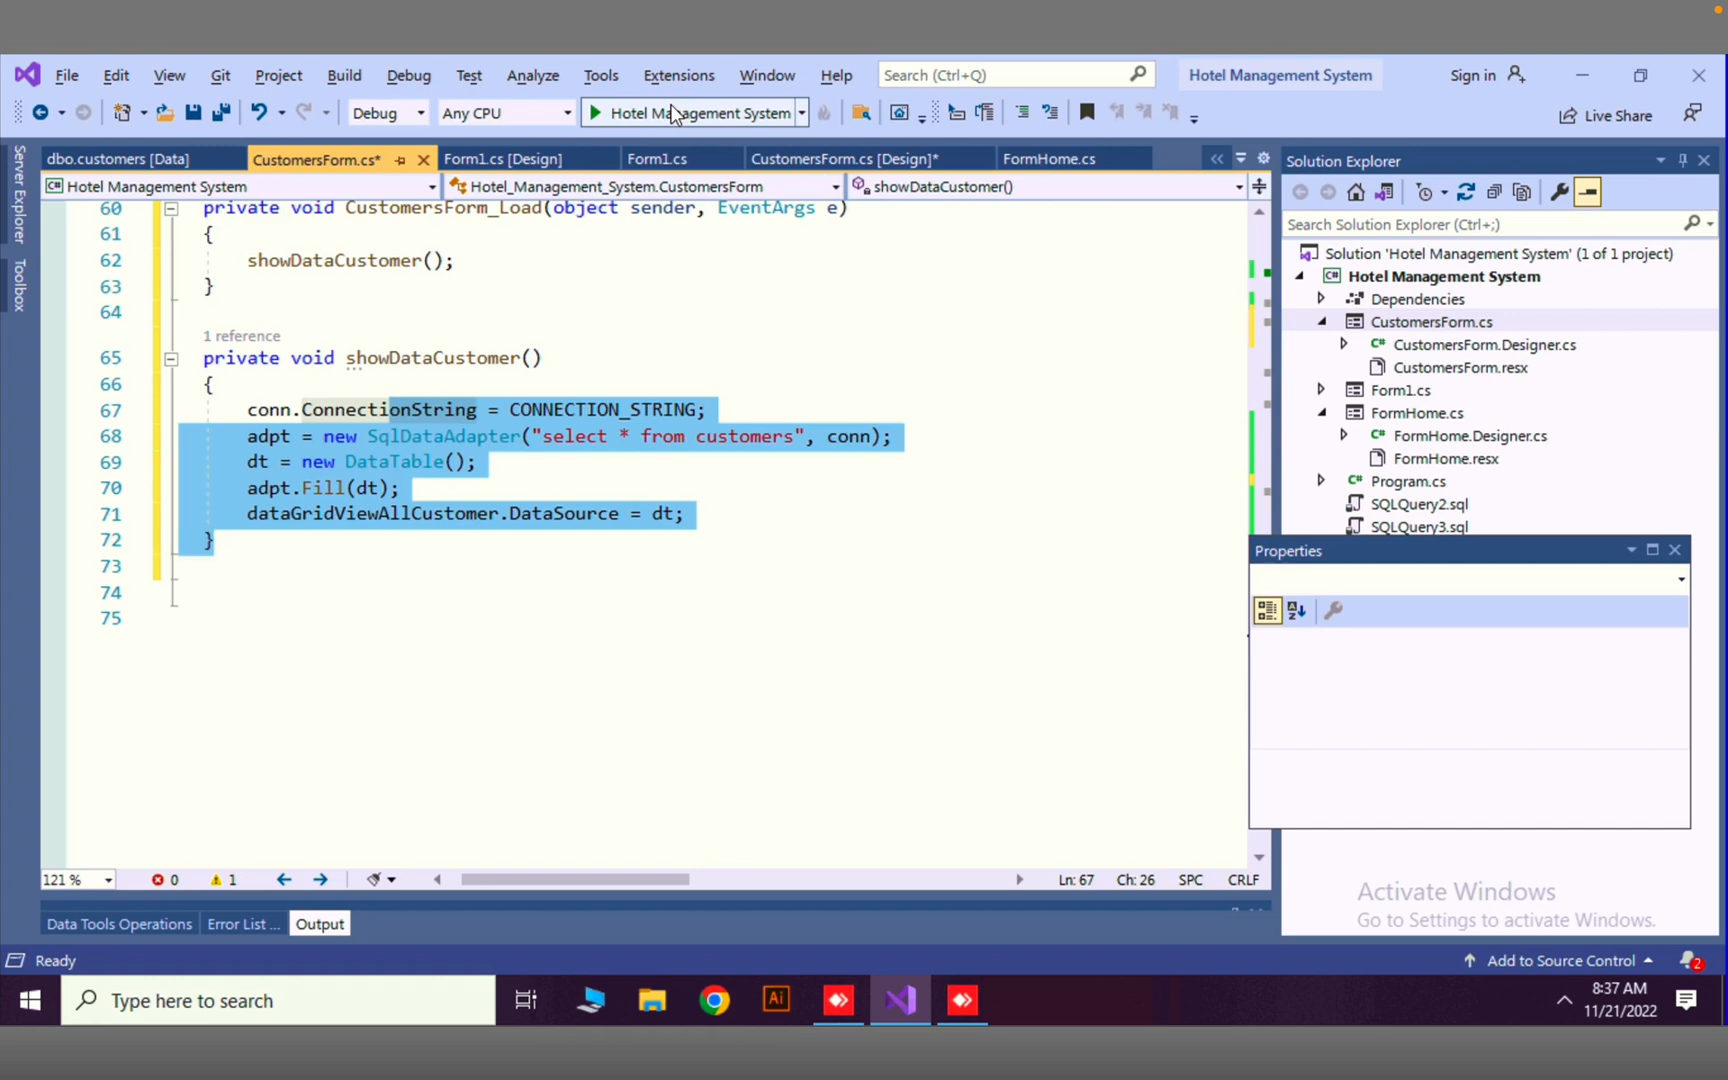 File Edit View Git Project Build Debug Test Analyze Tools Extensions Window Help Search (Ctrl+Q) Hotel Management System Sign in
Debug Any CPU Hotel Management System Live Share
Server Explorer
Toolbox
dbo.customers [Data] CustomersForm.cs* Form1.cs [Design] Form1.cs CustomersForm.cs [Design]* FormHome.cs
Hotel Management System Hotel_Management_System.CustomersForm showDataCustomer()
60 private void CustomersForm_Load(object sender, EventArgs e)
61 {
62 showDataCustomer();
63 }
64
1 reference
65 private void showDataCustomer()
66 {
67 conn.ConnectionString = CONNECTION_STRING;
68 adpt = new SqlDataAdapter("select * from customers", conn);
69 dt = new DataTable();
70 adpt.Fill(dt);
71 dataGridViewAllCustomer.DataSource = dt;
72 }
73
74
75
121 % 0 1 Ln: 67 Ch: 26 SPC CRLF
Data Tools Operations Error List ... Output
Solution Explorer
Search Solution Explorer (Ctrl+;)
Solution 'Hotel Management System' (1 of 1 project)
C# Hotel Management System
Dependencies
CustomersForm.cs
C# CustomersForm.Designer.cs
CustomersForm.resx
Form1.cs
FormHome.cs
C# FormHome.Designer.cs
FormHome.resx
C# Program.cs
SQLQuery2.sql
SQLQuery3.sql
Properties
Activate Windows
Go to Settings to activate Windows.
Ready Add to Source Control 2
Type here to search Ai 8:37 AM
11/21/2022